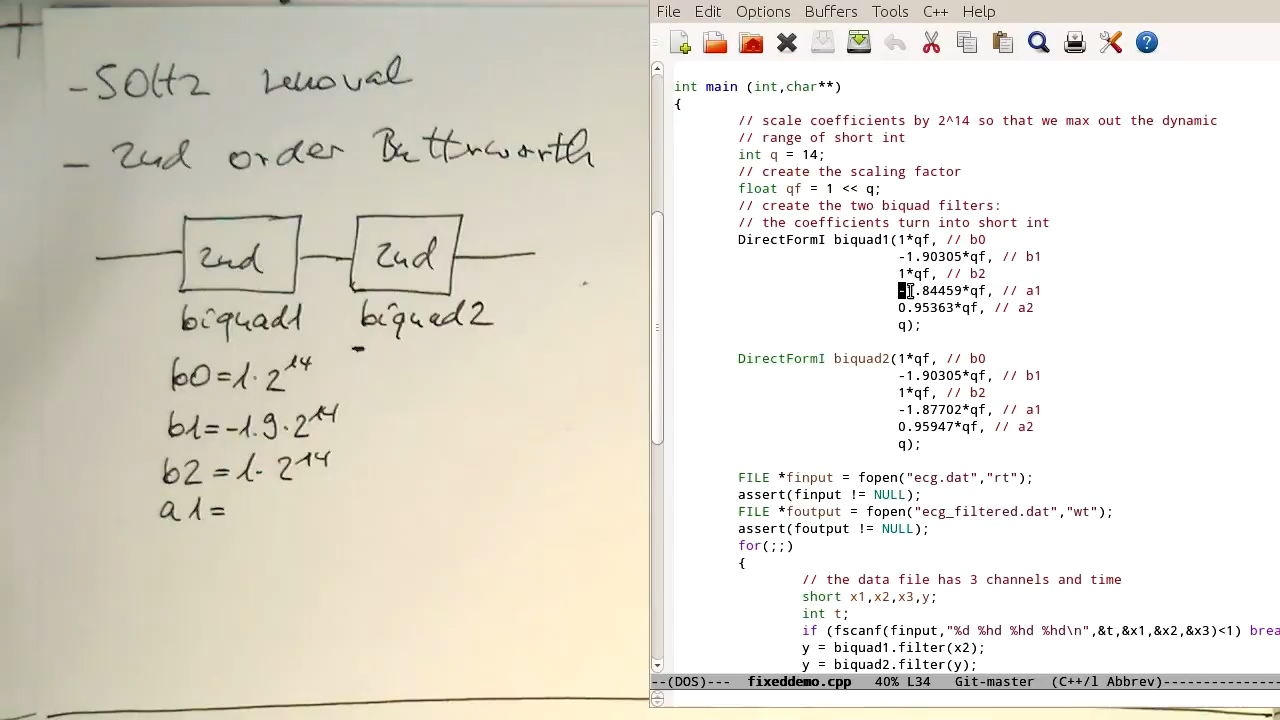 - 50Hz removal
- 2nd order Butterworth
2nd 2nd
biquad1 biquad2
b0=1·2^14
b1=-1.9·2^14
b2=1·2^14
a1=
File Edit Options Buffers Tools C++ Help
int main (int,char**)
{
// scale coefficients by 2^14 so that we max out the dynamic
// range of short int
int q = 14;
// create the scaling factor
float qf = 1 << q;
// create the two biquad filters:
// the coefficients turn into short int
DirectFormI biquad1(1*qf, // b0
-1.90305*qf, // b1
1*qf, // b2
-1.84459*qf, // a1
0.95363*qf, // a2
q);
DirectFormI biquad2(1*qf, // b0
-1.90305*qf, // b1
1*qf, // b2
-1.87702*qf, // a1
0.95947*qf, // a2
q);
FILE *finput = fopen("ecg.dat","rt");
assert(finput != NULL);
FILE *foutput = fopen("ecg_filtered.dat","wt");
assert(foutput != NULL);
for(;;)
{
// the data file has 3 channels and time
short x1,x2,x3,y;
int t;
if (fscanf(finput,"%d %hd %hd %hd\n",&t,&x1,&x2,&x3)<1) brea
y = biquad1.filter(x2);
y = biquad2.filter(y);
--(DOS)--- fixeddemo.cpp 40% L34 Git-master (C++/l Abbrev)--------------